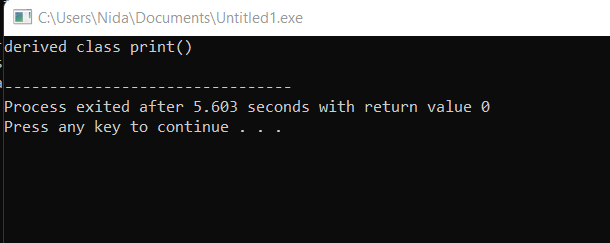 C:\Users\Nida\Documents\Untitled1.exe
derived class print()
--------------------------------
Process exited after 5.603 seconds with return value 0
Press any key to continue . . .